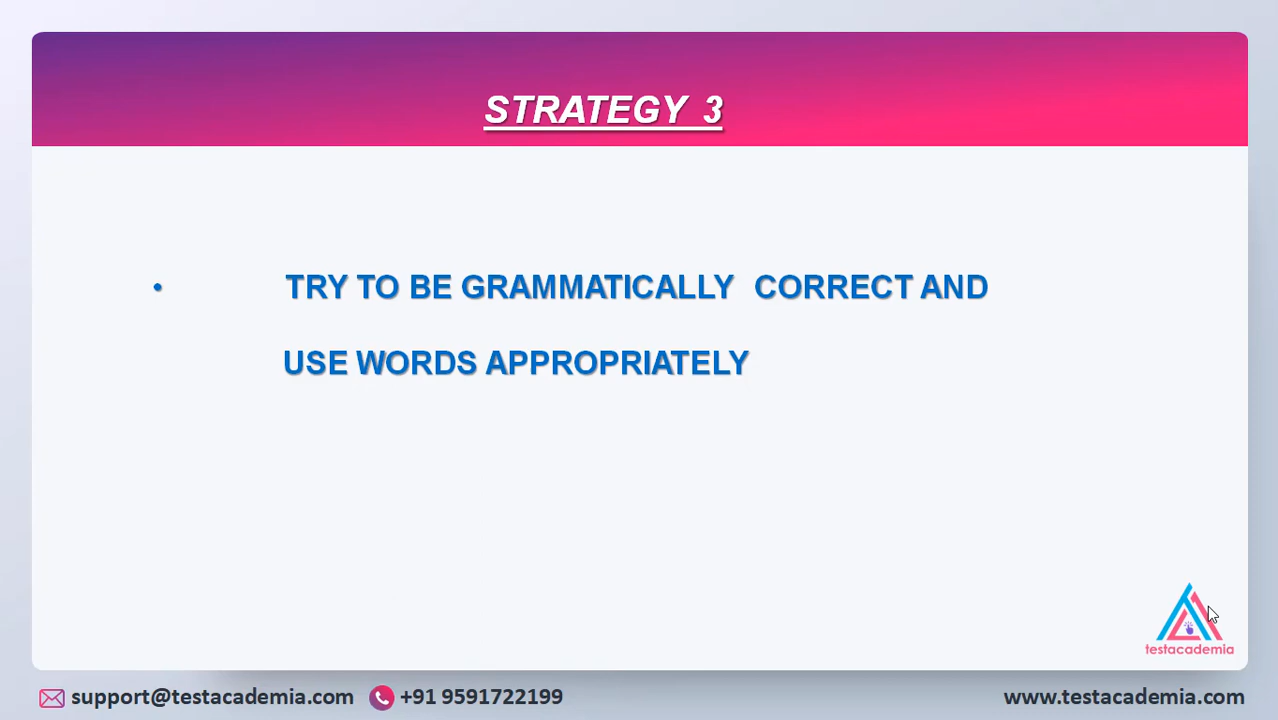 STRATEGY 3
• TRY TO BE GRAMMATICALLY CORRECT AND
USE WORDS APPROPRIATELY
testacademia
support@testacademia.com +91 9591722199 www.testacademia.com